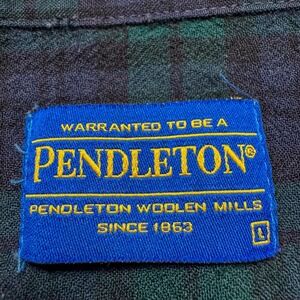 WARRANTED TO BE A
PENDLETON®
PENDLETON WOOLEN MILLS
SINCE 1863
L